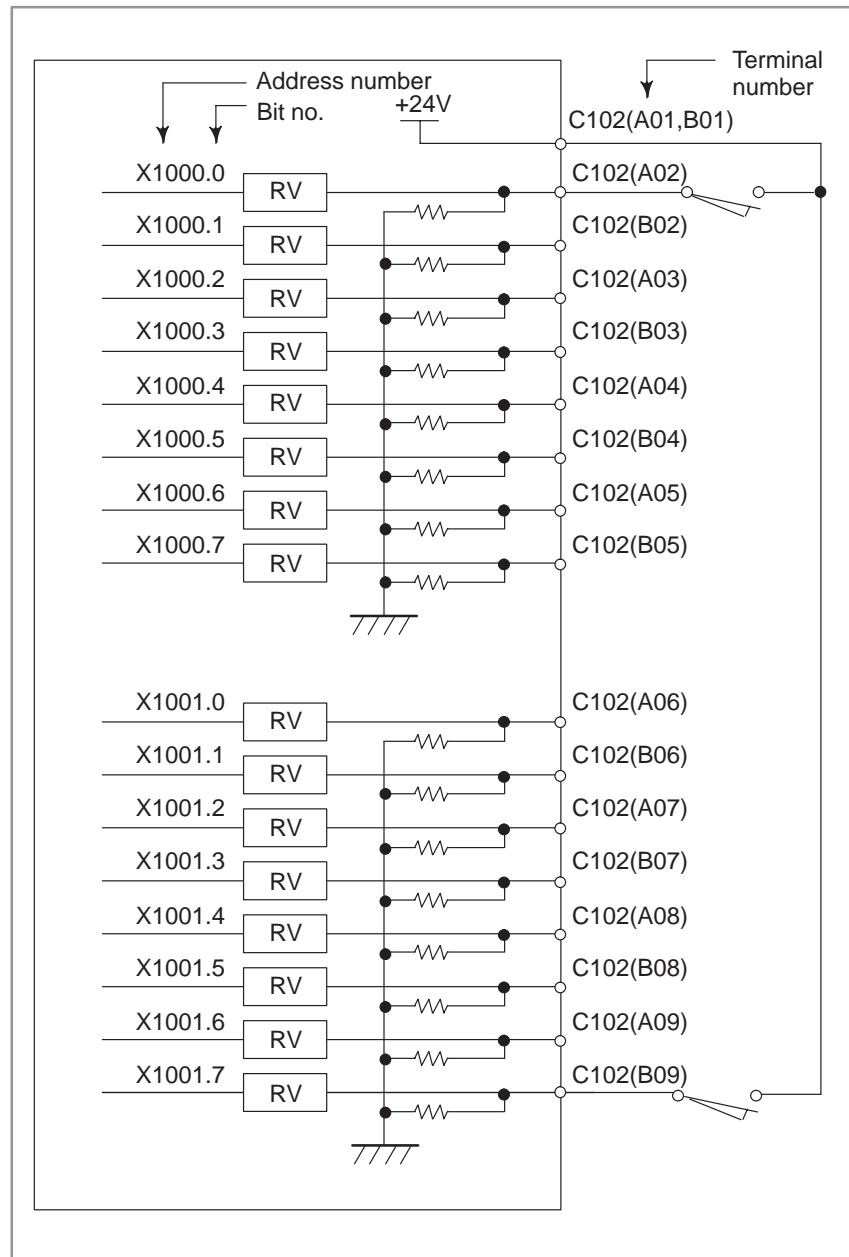 Terminal
number
Address number
Bit no.
+24V
C102(A01,B01)
X1000.0 RV C102(A02)
X1000.1 RV C102(B02)
X1000.2 RV C102(A03)
X1000.3 RV C102(B03)
X1000.4 RV C102(A04)
X1000.5 RV C102(B04)
X1000.6 RV C102(A05)
X1000.7 RV C102(B05)
X1001.0 RV C102(A06)
X1001.1 RV C102(B06)
X1001.2 RV C102(A07)
X1001.3 RV C102(B07)
X1001.4 RV C102(A08)
X1001.5 RV C102(B08)
X1001.6 RV C102(A09)
X1001.7 RV C102(B09)